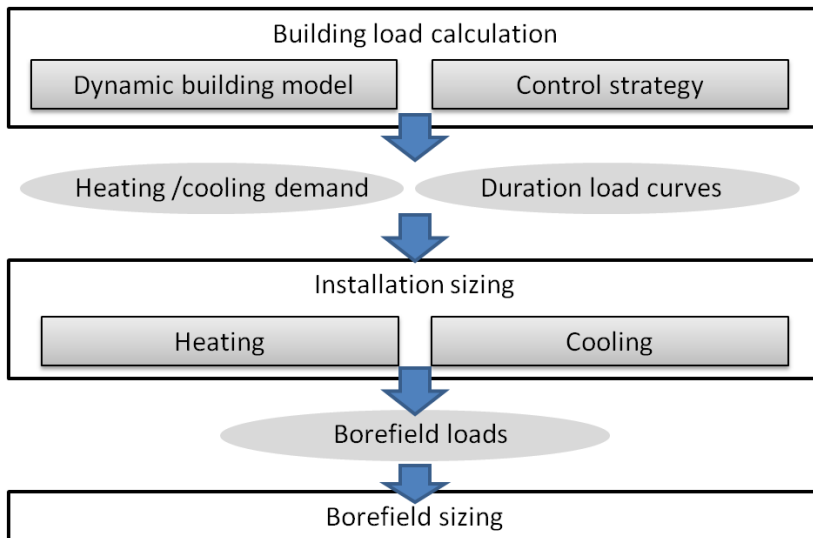 Building load calculation
Dynamic building model
Control strategy
Heating /cooling demand
Duration load curves
Installation sizing
Heating
Cooling
Borefield loads
Borefield sizing